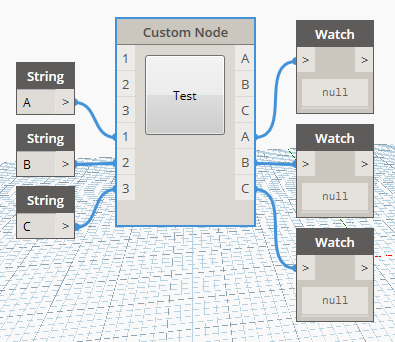 String
A >
String
B >
String
C >
Custom Node
1 A
2 B
3 C
1 A
2 B
3 C
Test
Watch
> >
null
Watch
> >
null
Watch
> >
null